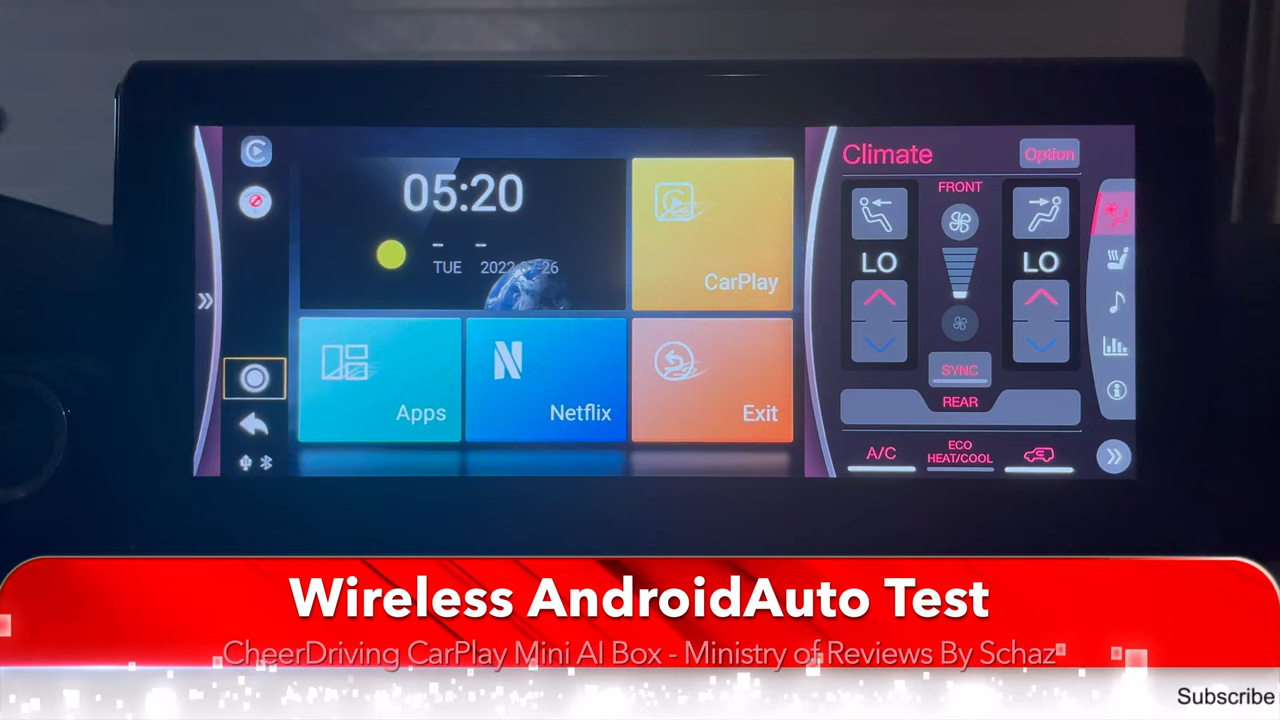 05:20
-- --
TUE 2022
26
CarPlay
Apps
Netflix
Exit
Climate
Option
FRONT
LO
LO
SYNC
REAR
A/C
ECO
HEAT/COOL
Wireless AndroidAuto Test
CheerDriving CarPlay Mini AI Box - Ministry of Reviews By Schaz
Subscribe